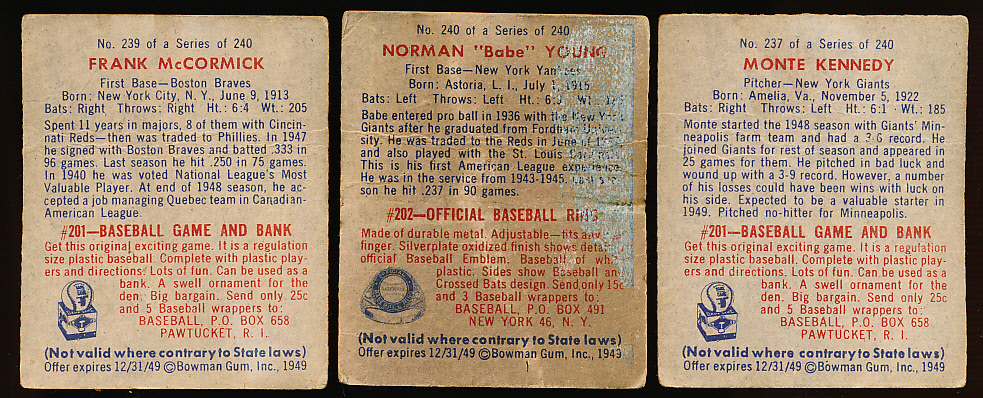 No. 239 of a Series of 240
FRANK McCORMICK
First Base—Boston Braves
Born: New York City, N. Y., June 9, 1913
Bats: Right Throws: Right Ht.: 6:4 Wt.: 205
Spent 11 years in majors, 8 of them with Cincin-
nati Reds—then was traded to Phillies. In 1947
he signed with Boston Braves and batted .333 in
96 games. Last season he hit .250 in 75 games.
In 1940 he was voted National League's Most
Valuable Player. At end of 1948 season, he ac-
cepted a job managing Quebec team in Canadian-
American League.
#201—BASEBALL GAME AND BANK
Get this original exciting game. It is a regulation
size plastic baseball. Complete with plastic play-
ers and directions. Lots of fun. Can be used as a
bank. A swell ornament for the
den. Big bargain. Send only 25c
and 5 Baseball wrappers to:
BASEBALL, P.O. BOX 658
PAWTUCKET, R. I.
(Not valid where contrary to State laws)
Offer expires 12/31/49 ©Bowman Gum, Inc., 1949
No. 240 of a Series of 240
NORMAN "Babe" YOUNG
First Base—New York Yankees
Born: Astoria, L. I., July 1, 1915
Bats: Left Throws: Left Ht.: 6: Wt.:
Babe entered pro ball in 1936 with the New York
Giants after he graduated from Fordham Univer-
sity. He was traded to the Reds in June of
and also played with the St. Louis
This is his first American League experience.
He was in the service from 1943-1945.
son he hit .237 in 90 games.
#202—OFFICIAL BASEBALL RING
Made of durable metal. Adjustable—fits any
finger. Silverplate oxidized finish shows
official Baseball Emblem. Baseball of
plastic. Sides show Baseball an
Crossed Bats design. Send only 15c
and 3 Baseball wrappers to:
BASEBALL, P.O. BOX 491
NEW YORK 46, N. Y.
(Not valid where contrary to State laws)
Offer expires 12/31/49 ©Bowman Gum, Inc., 1949
No. 237 of a Series of 240
MONTE KENNEDY
Pitcher—New York Giants
Born: Amelia, Va., November 5, 1922
Bats: Right Throws: Left Ht.: 6:1 Wt.: 185
Monte started the 1948 season with Giants' Min-
neapolis farm team and had a 3-6 record. He
joined Giants for rest of season and appeared in
25 games for them. He pitched in bad luck and
wound up with a 3-9 record. However, a number
of his losses could have been wins with luck on
his side. Expected to be a valuable starter in
1949. Pitched no-hitter for Minneapolis.
#201—BASEBALL GAME AND BANK
Get this original exciting game. It is a regulation
size plastic baseball. Complete with plastic play-
ers and directions. Lots of fun. Can be used as a
bank. A swell ornament for the
den. Big bargain. Send only 25c
and 5 Baseball wrappers to:
BASEBALL, P.O. BOX 658
PAWTUCKET, R. I.
(Not valid where contrary to State laws)
Offer expires 12/31/49 ©Bowman Gum, Inc., 1949